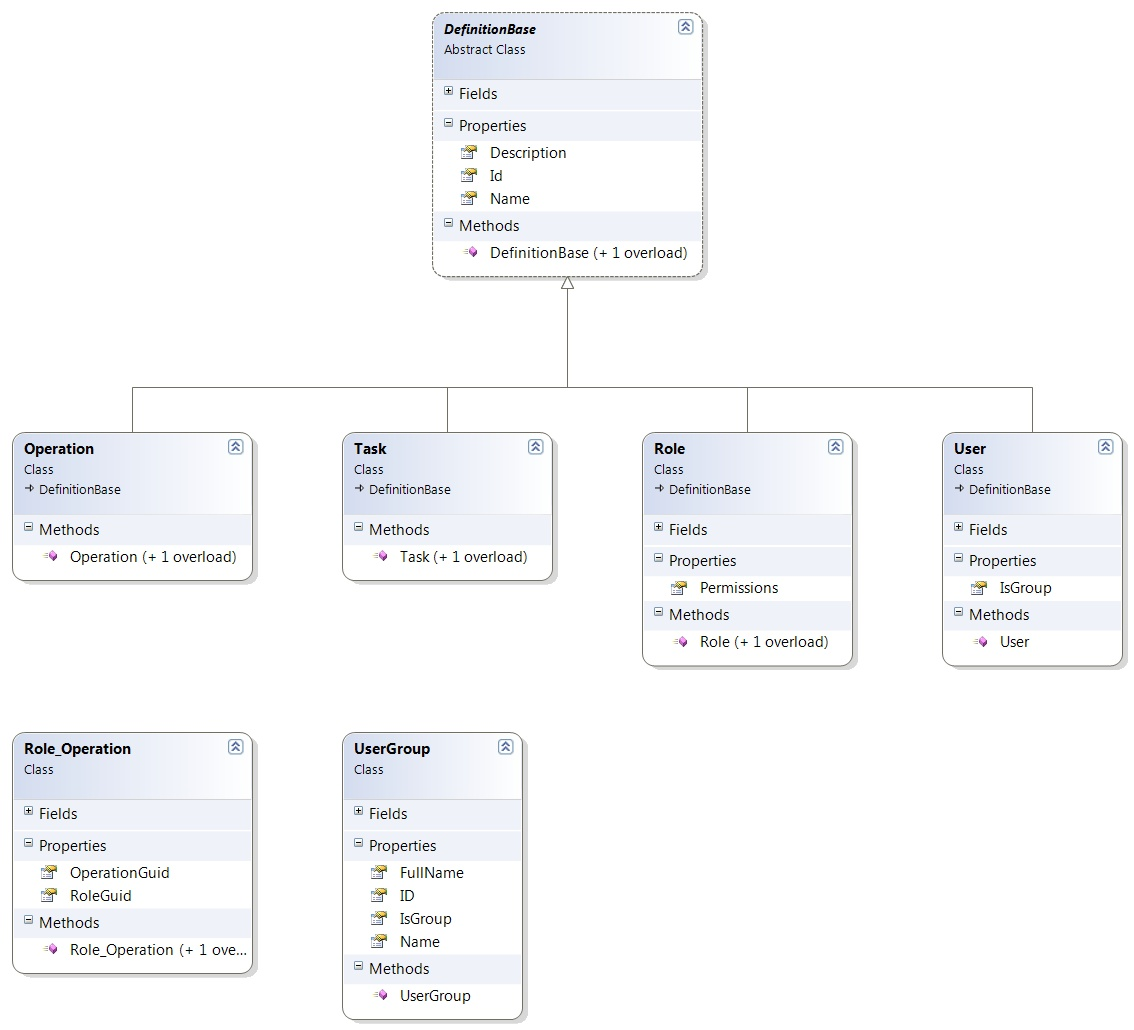 DefinitionBase
Abstract Class
Fields
Properties
Description
Id
Name
Methods
DefinitionBase (+ 1 overload)
Operation
Class
DefinitionBase
Methods
Operation (+ 1 overload)
Task
Class
DefinitionBase
Methods
Task (+ 1 overload)
Role
Class
DefinitionBase
Fields
Properties
Permissions
Methods
Role (+ 1 overload)
User
Class
DefinitionBase
Fields
Properties
IsGroup
Methods
User
Role_Operation
Class
Fields
Properties
OperationGuid
RoleGuid
Methods
Role_Operation (+ 1 ove...
UserGroup
Class
Fields
Properties
FullName
ID
IsGroup
Name
Methods
UserGroup